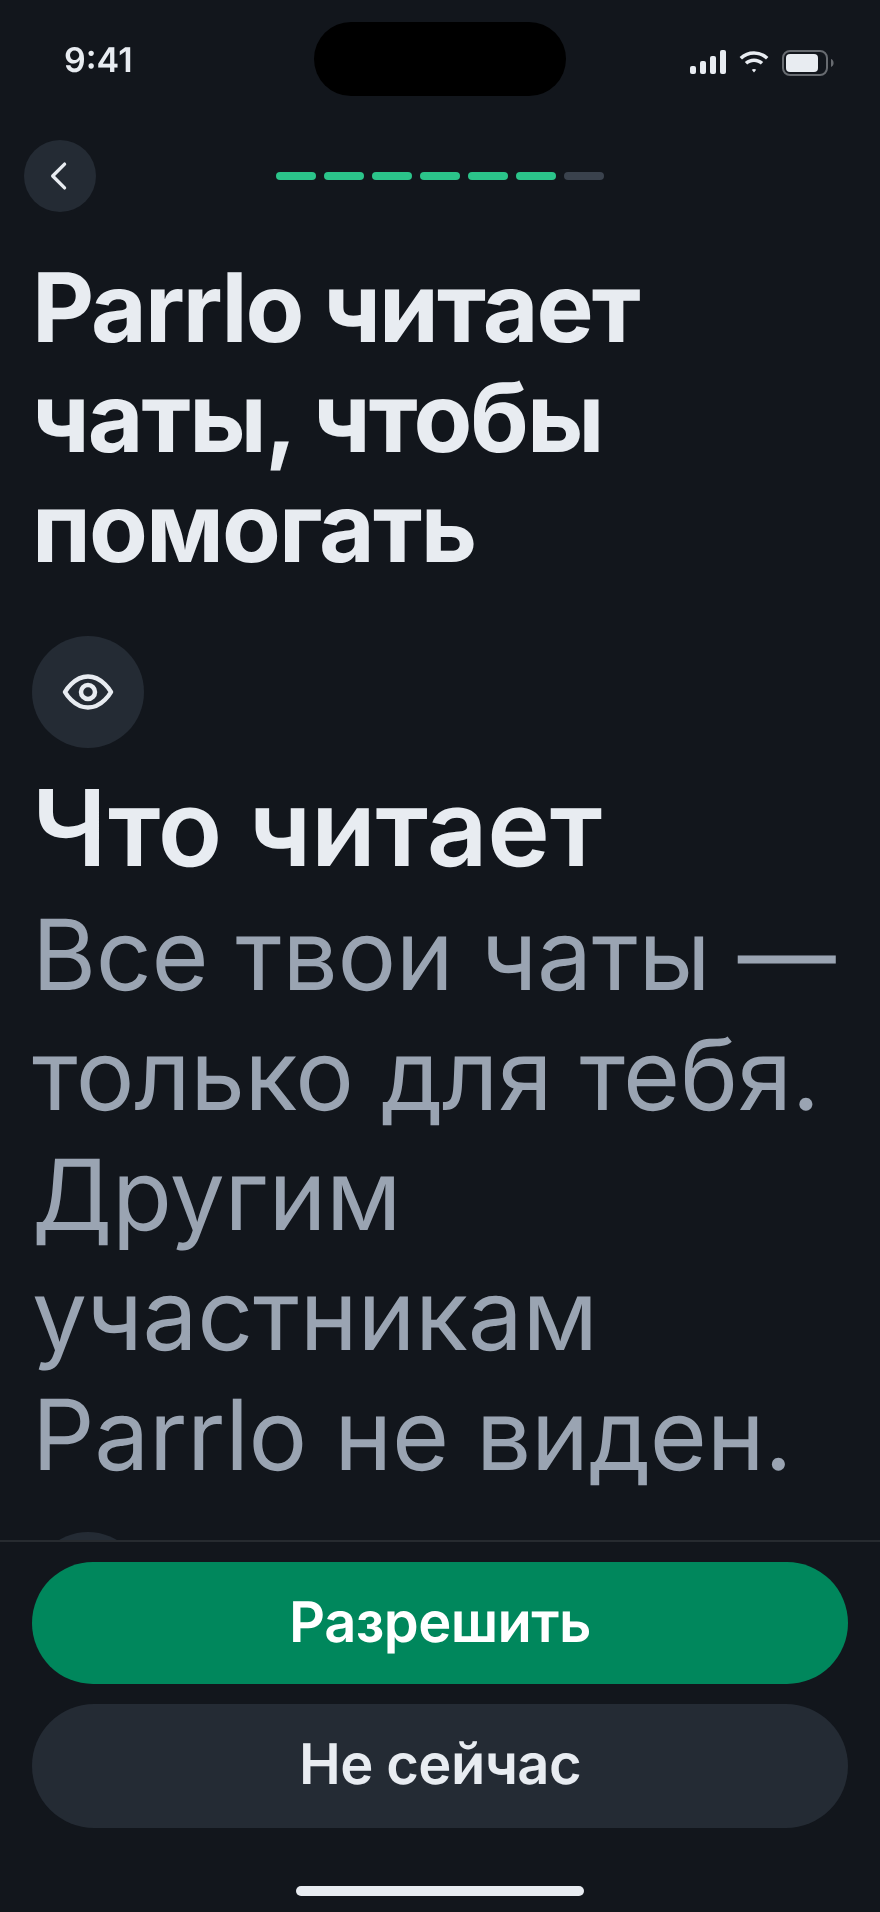 9:41
Parrlo читает
чаты, чтобы
помогать
Что читает
Все твои чаты —
только для тебя.
Другим
участникам
Parrlo не виден.
Разрешить
Не сейчас